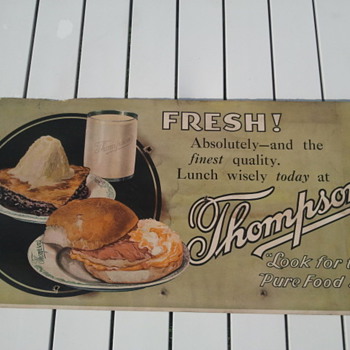 FRESH!
Absolutely—and the
finest quality.
Lunch wisely today at
Thompson
"Look for t
Pure Food